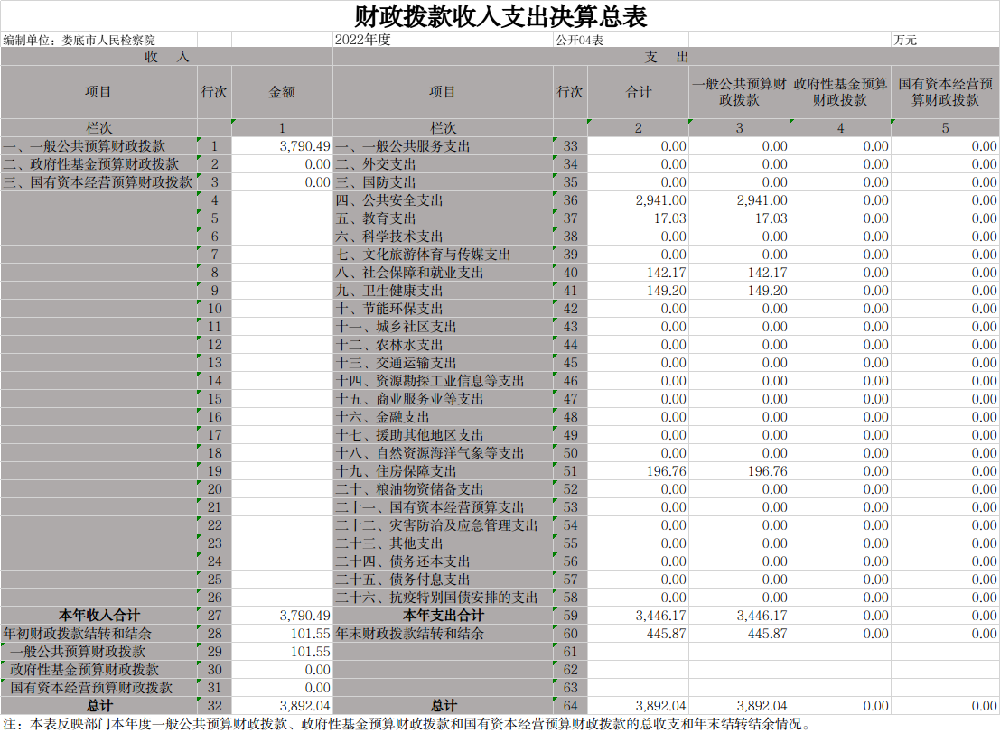 财政拨款收入支出决算总表
编制单位：娄底市人民检察院 2022年度 公开04表 万元
收 入 支 出
项目 行次 金额 项目 行次 合计 一般公共预算财政拨款 政府性基金预算财政拨款 国有资本经营预算财政拨款
栏次 1 栏次 2 3 4 5
一、一般公共预算财政拨款 1 3,790.49 一、一般公共服务支出 33 0.00 0.00 0.00 0.00
二、政府性基金预算财政拨款 2 0.00 二、外交支出 34 0.00 0.00 0.00 0.00
三、国有资本经营预算财政拨款 3 0.00 三、国防支出 35 0.00 0.00 0.00 0.00
4 四、公共安全支出 36 2,941.00 2,941.00 0.00 0.00
5 五、教育支出 37 17.03 17.03 0.00 0.00
6 六、科学技术支出 38 0.00 0.00 0.00 0.00
7 七、文化旅游体育与传媒支出 39 0.00 0.00 0.00 0.00
8 八、社会保障和就业支出 40 142.17 142.17 0.00 0.00
9 九、卫生健康支出 41 149.20 149.20 0.00 0.00
10 十、节能环保支出 42 0.00 0.00 0.00 0.00
11 十一、城乡社区支出 43 0.00 0.00 0.00 0.00
12 十二、农林水支出 44 0.00 0.00 0.00 0.00
13 十三、交通运输支出 45 0.00 0.00 0.00 0.00
14 十四、资源勘探工业信息等支出 46 0.00 0.00 0.00 0.00
15 十五、商业服务业等支出 47 0.00 0.00 0.00 0.00
16 十六、金融支出 48 0.00 0.00 0.00 0.00
17 十七、援助其他地区支出 49 0.00 0.00 0.00 0.00
18 十八、自然资源海洋气象等支出 50 0.00 0.00 0.00 0.00
19 十九、住房保障支出 51 196.76 196.76 0.00 0.00
20 二十、粮油物资储备支出 52 0.00 0.00 0.00 0.00
21 二十一、国有资本经营预算支出 53 0.00 0.00 0.00 0.00
22 二十二、灾害防治及应急管理支出 54 0.00 0.00 0.00 0.00
23 二十三、其他支出 55 0.00 0.00 0.00 0.00
24 二十四、债务还本支出 56 0.00 0.00 0.00 0.00
25 二十五、债务付息支出 57 0.00 0.00 0.00 0.00
26 二十六、抗疫特别国债安排的支出 58 0.00 0.00 0.00 0.00
本年收入合计 27 3,790.49 本年支出合计 59 3,446.17 3,446.17 0.00 0.00
年初财政拨款结转和结余 28 101.55 年末财政拨款结转和结余 60 445.87 445.87 0.00 0.00
一般公共预算财政拨款 29 101.55 61
政府性基金预算财政拨款 30 0.00 62
国有资本经营预算财政拨款 31 0.00 63
总计 32 3,892.04 总计 64 3,892.04 3,892.04 0.00 0.00
注：本表反映部门本年度一般公共预算财政拨款、政府性基金预算财政拨款和国有资本经营预算财政拨款的总收支和年末结转结余情况。